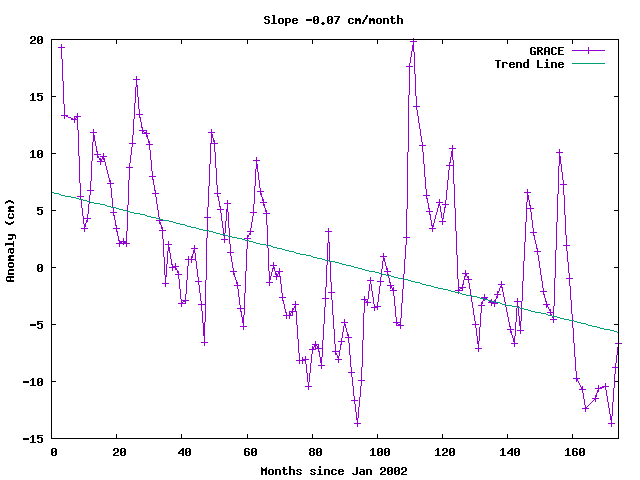 Slope -0.07 cm/month
GRACE
Trend Line
20
15
10
5
0
-5
-10
-15
Anomaly (cm)
0 20 40 60 80 100 120 140 160
Months since Jan 2002